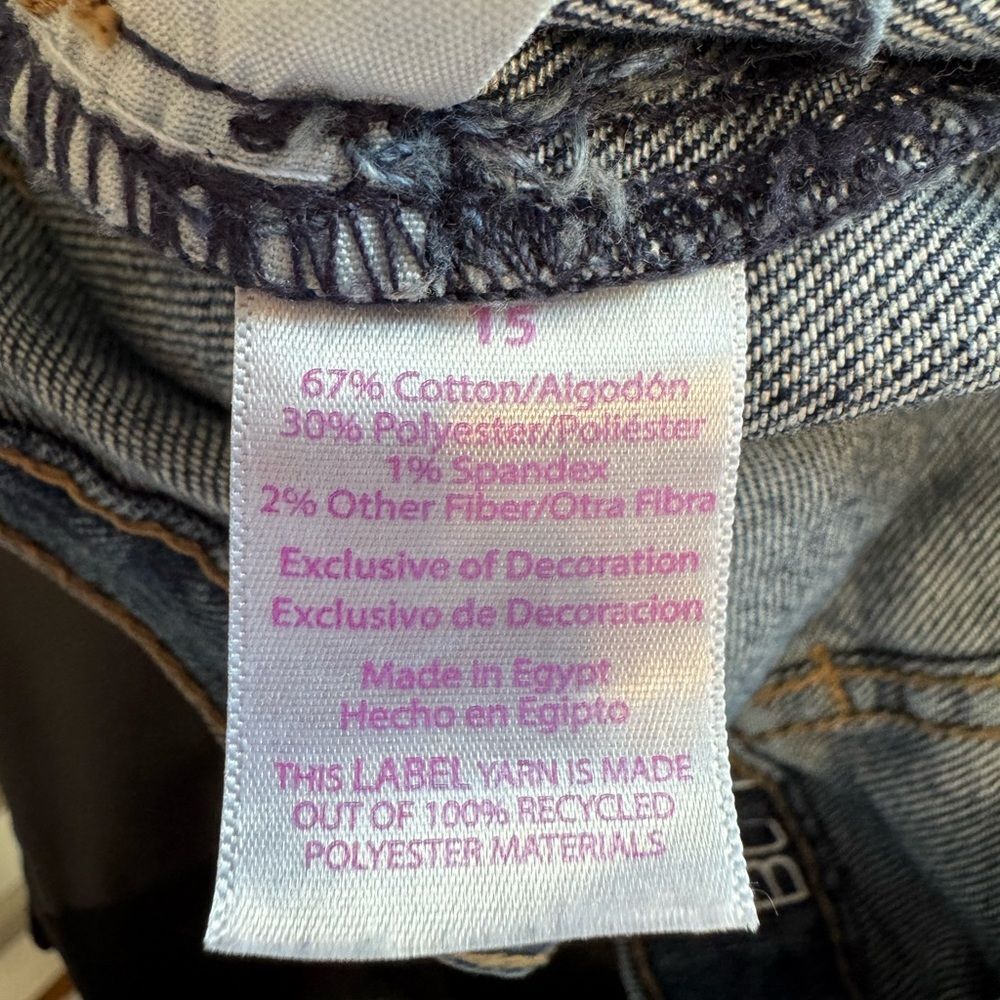 15
67% Cotton/Algodón
30% Polyester/Poliéster
1% Spandex
2% Other Fiber/Otra Fibra
Exclusive of Decoration
Exclusivo de Decoracion
Made in Egypt
Hecho en Egipto
THIS LABEL YARN IS MADE
OUT OF 100% RECYCLED
POLYESTER MATERIALS